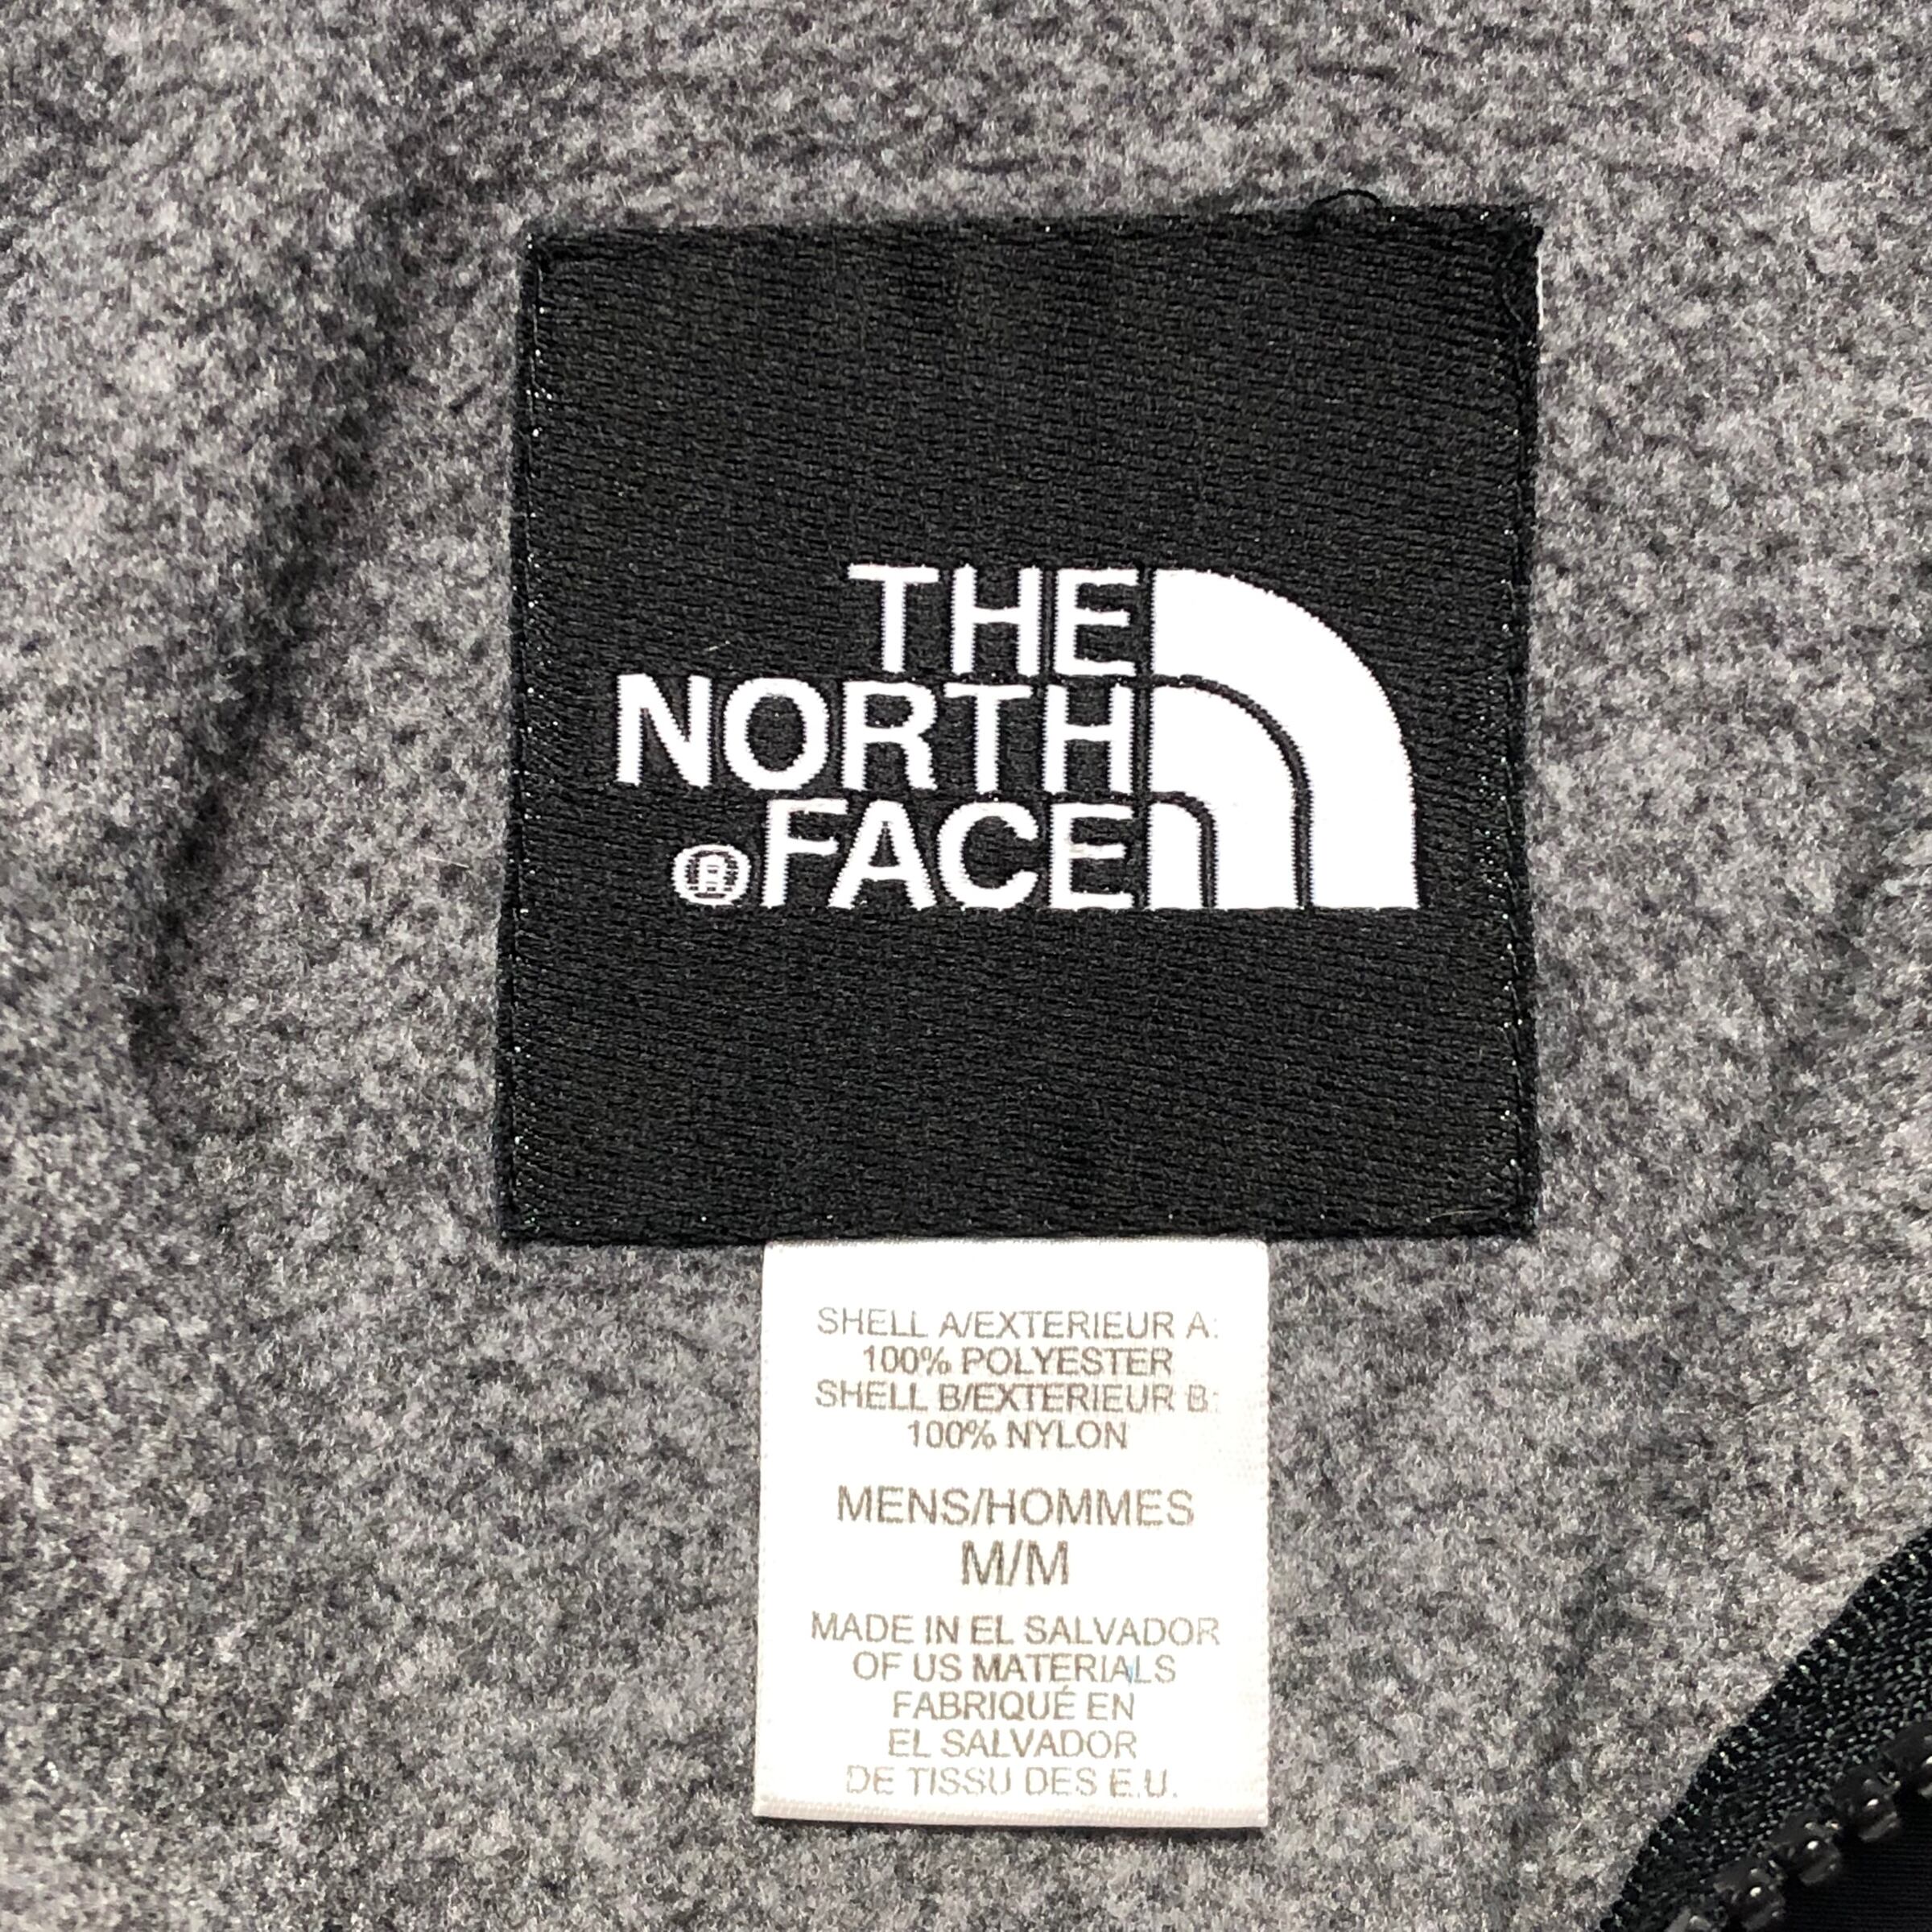 THE
NORTH
®FACE
SHELL A/EXTERIEUR A:
100% POLYESTER
SHELL B/EXTERIEUR B:
100% NYLON
MENS/HOMMES
M/M
MADE IN EL SALVADOR
OF US MATERIALS
FABRIQUÉ EN
EL SALVADOR
DE TISSU DES E.U.